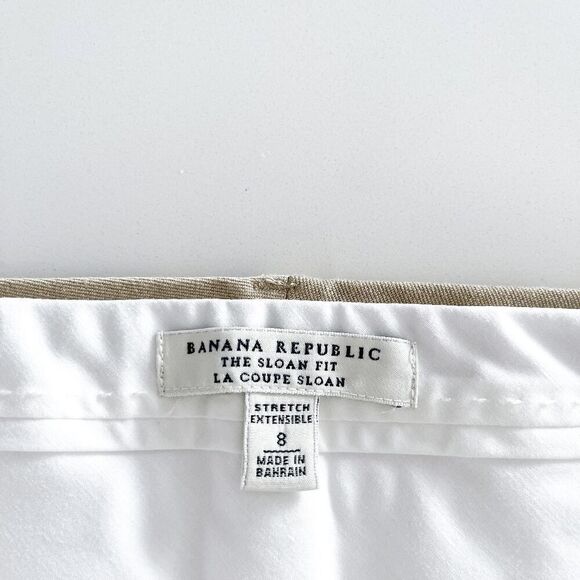 BANANA REPUBLIC
THE SLOAN FIT
LA COUPE SLOAN
STRETCH
EXTENSIBLE
8
MADE IN
BAHRAIN